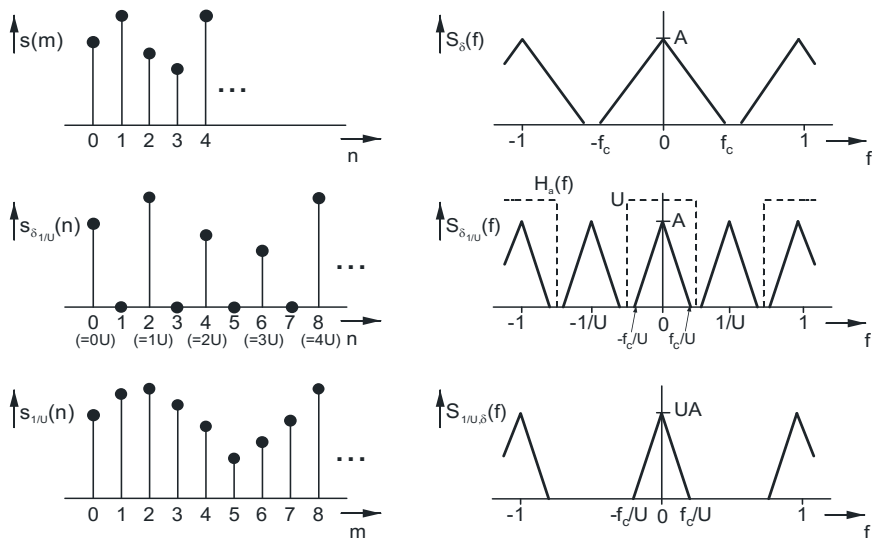 s(m)
0 1 2 3 4
...
n
S_δ(f)
A
-1 -f_c 0 f_c 1
f
s_δ_1/U(n)
0 1 2 3 4 5 6 7 8
(=0U) (=1U) (=2U) (=3U) (=4U)
...
n
H_a(f)
S_δ_1/U(f)
U
A
-1 -1/U 0 1/U 1
-f_c/U f_c/U
f
s_1/U(n)
0 1 2 3 4 5 6 7 8
...
m
S_1/U,δ(f)
UA
-1 -f_c/U 0 f_c/U 1
f